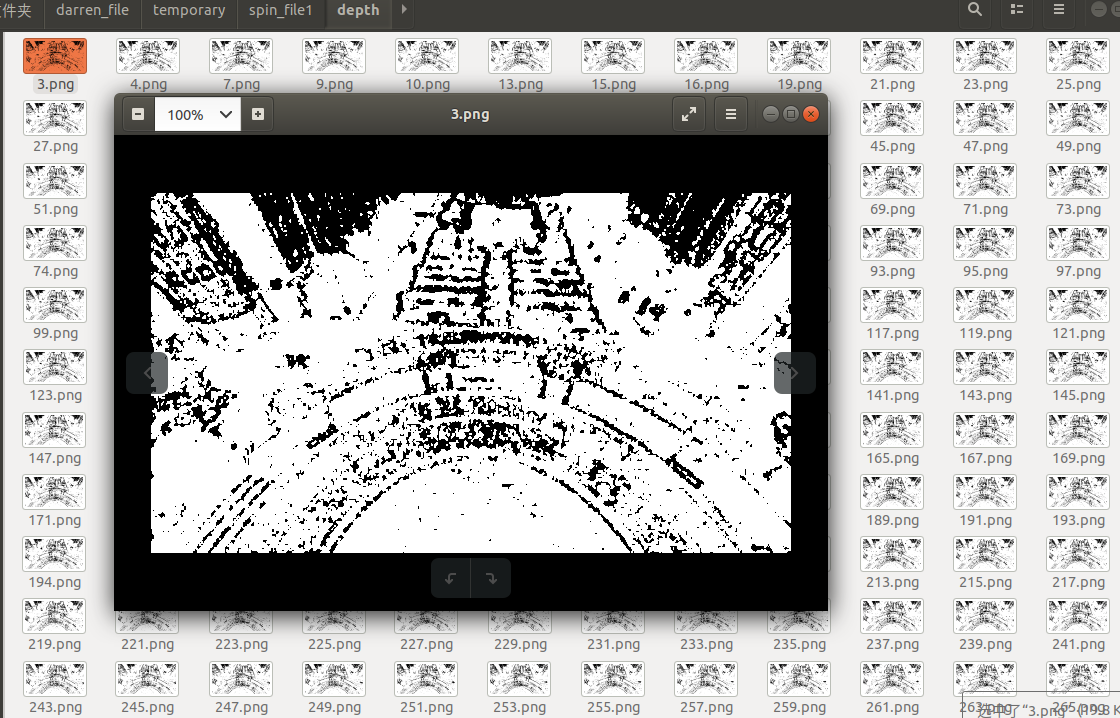 件夹 darren_file temporary spin_file1 depth
3.png 4.png 7.png 9.png 10.png 13.png 15.png 16.png 19.png 21.png 23.png 25.png
100% 3.png
27.png 45.png 47.png 49.png
51.png 69.png 71.png 73.png
74.png 93.png 95.png 97.png
99.png 117.png 119.png 121.png
123.png 141.png 143.png 145.png
147.png 165.png 167.png 169.png
171.png 189.png 191.png 193.png
194.png 213.png 215.png 217.png
219.png 221.png 223.png 225.png 227.png 229.png 231.png 233.png 235.png 237.png 239.png 241.png
243.png 245.png 247.png 249.png 251.png 253.png 255.png 257.png 259.png 261.png 263.png 265.png
选中了“3.png” (19.8 K